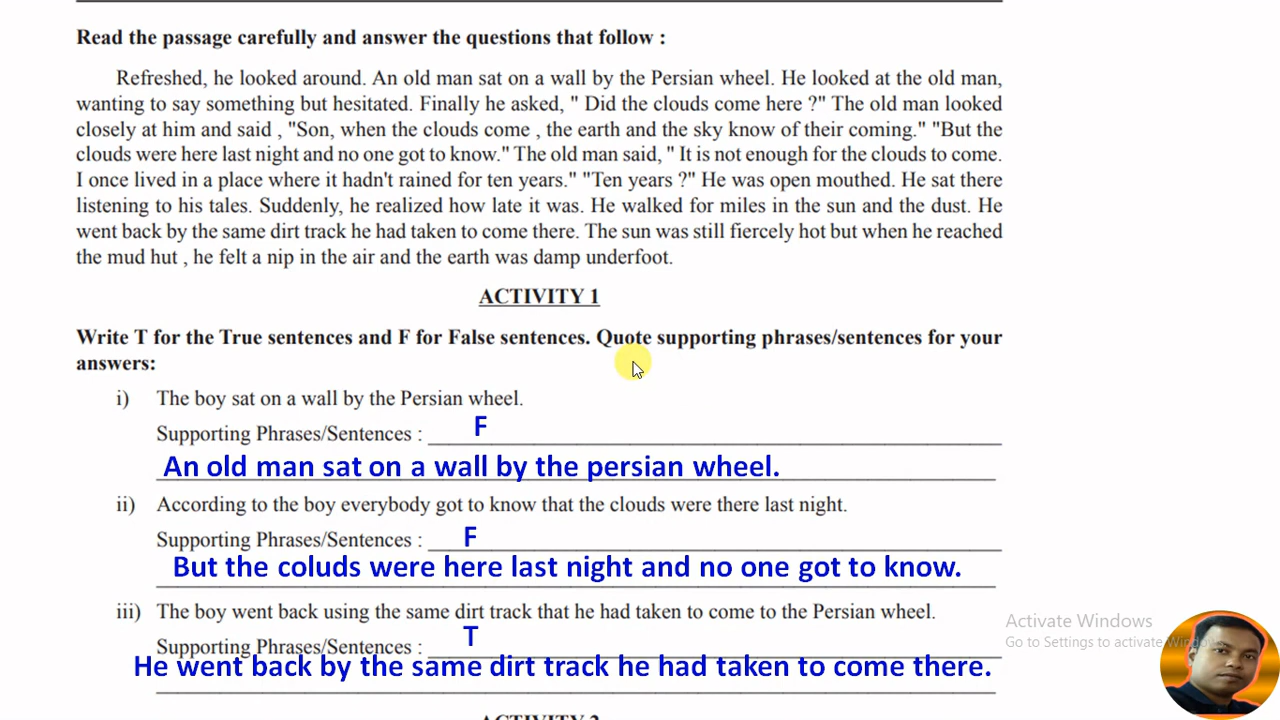 Read the passage carefully and answer the questions that follow :
Refreshed, he looked around. An old man sat on a wall by the Persian wheel. He looked at the old man,
wanting to say something but hesitated. Finally he asked, " Did the clouds come here ?" The old man looked
closely at him and said , "Son, when the clouds come , the earth and the sky know of their coming." "But the
clouds were here last night and no one got to know." The old man said, " It is not enough for the clouds to come.
I once lived in a place where it hadn't rained for ten years." "Ten years ?" He was open mouthed. He sat there
listening to his tales. Suddenly, he realized how late it was. He walked for miles in the sun and the dust. He
went back by the same dirt track he had taken to come there. The sun was still fiercely hot but when he reached
the mud hut , he felt a nip in the air and the earth was damp underfoot.
ACTIVITY 1
Write T for the True sentences and F for False sentences. Quote supporting phrases/sentences for your
answers:
i) The boy sat on a wall by the Persian wheel.
Supporting Phrases/Sentences : F
An old man sat on a wall by the persian wheel.
ii) According to the boy everybody got to know that the clouds were there last night.
Supporting Phrases/Sentences : F
But the coluds were here last night and no one got to know.
iii) The boy went back using the same dirt track that he had taken to come to the Persian wheel.
Supporting Phrases/Sentences : T
He went back by the same dirt track he had taken to come there.
Activate Windows
Go to Settings to activate Windows.
ACTIVITY 2